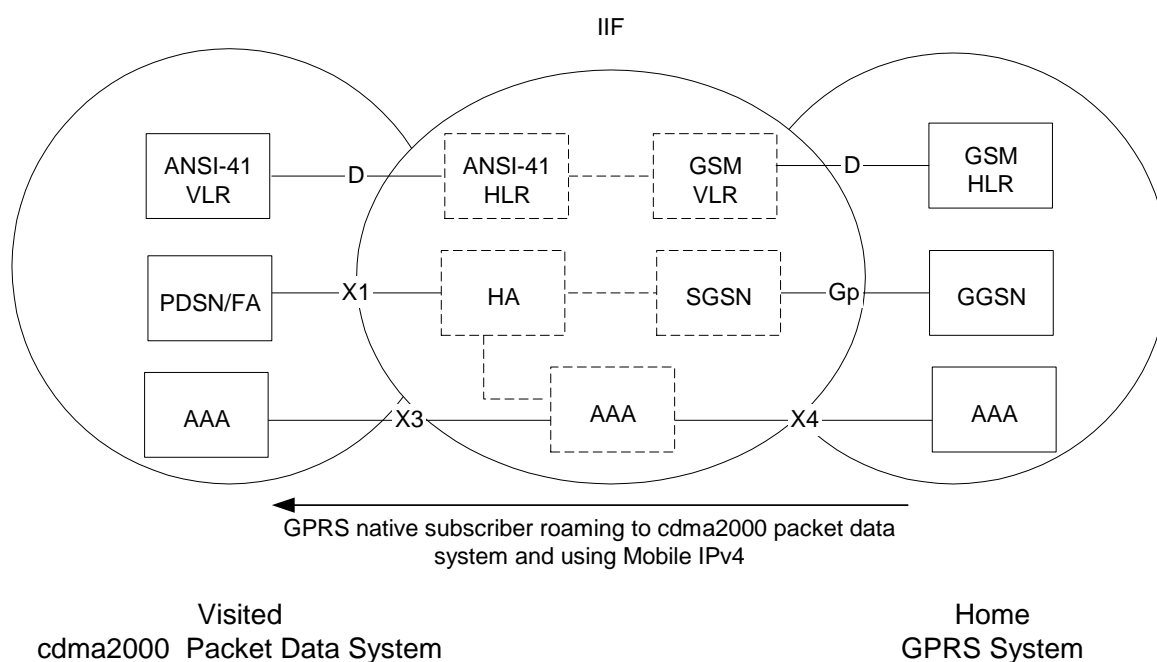 IIF
ANSI-41
VLR
D
ANSI-41
HLR
GSM
VLR
D
GSM
HLR
PDSN/FA
X1
HA
SGSN
Gp
GGSN
AAA
X3
AAA
X4
AAA
GPRS native subscriber roaming to cdma2000 packet data
system and using Mobile IPv4
Visited
cdma2000 Packet Data System
Home
GPRS System